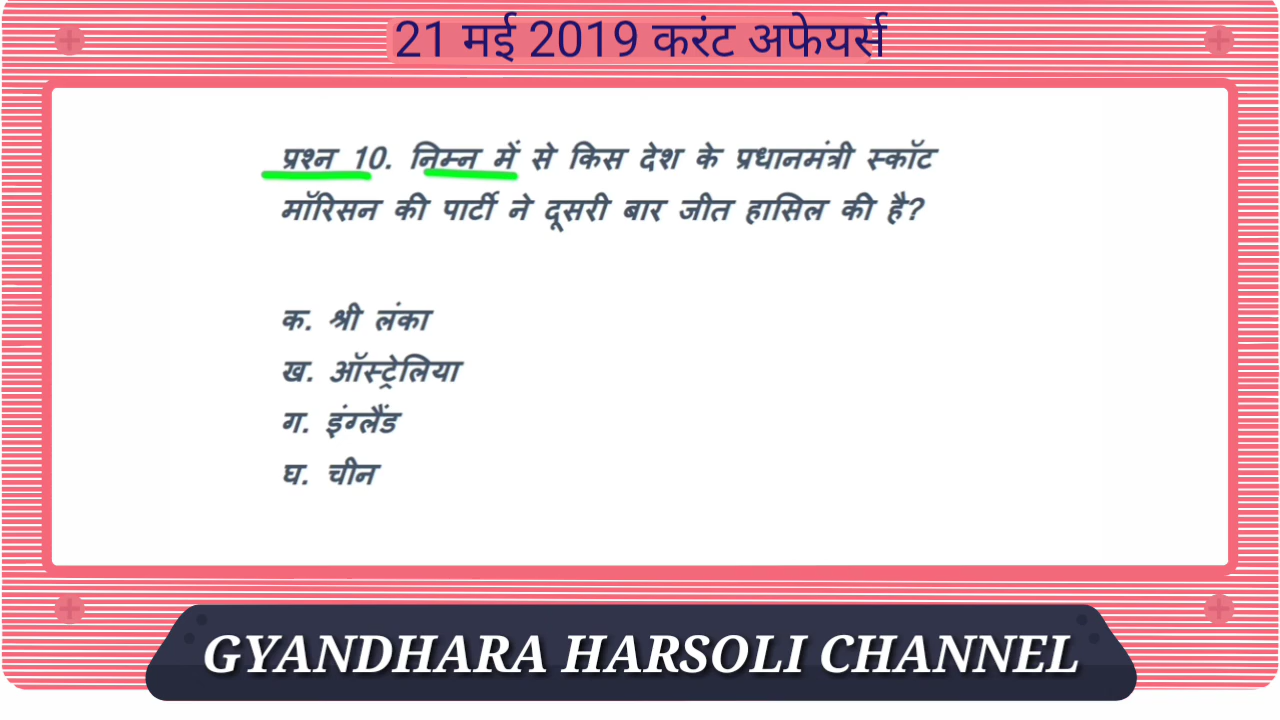 21 मई 2019 करंट अफेयर्स
प्रश्न 10. निम्न में से किस देश के प्रधानमंत्री स्कॉट
मॉरिसन की पार्टी ने दूसरी बार जीत हासिल की है?
क. श्री लंका
ख. ऑस्ट्रेलिया
ग. इंग्लैंड
घ. चीन
GYANDHARA HARSOLI CHANNEL